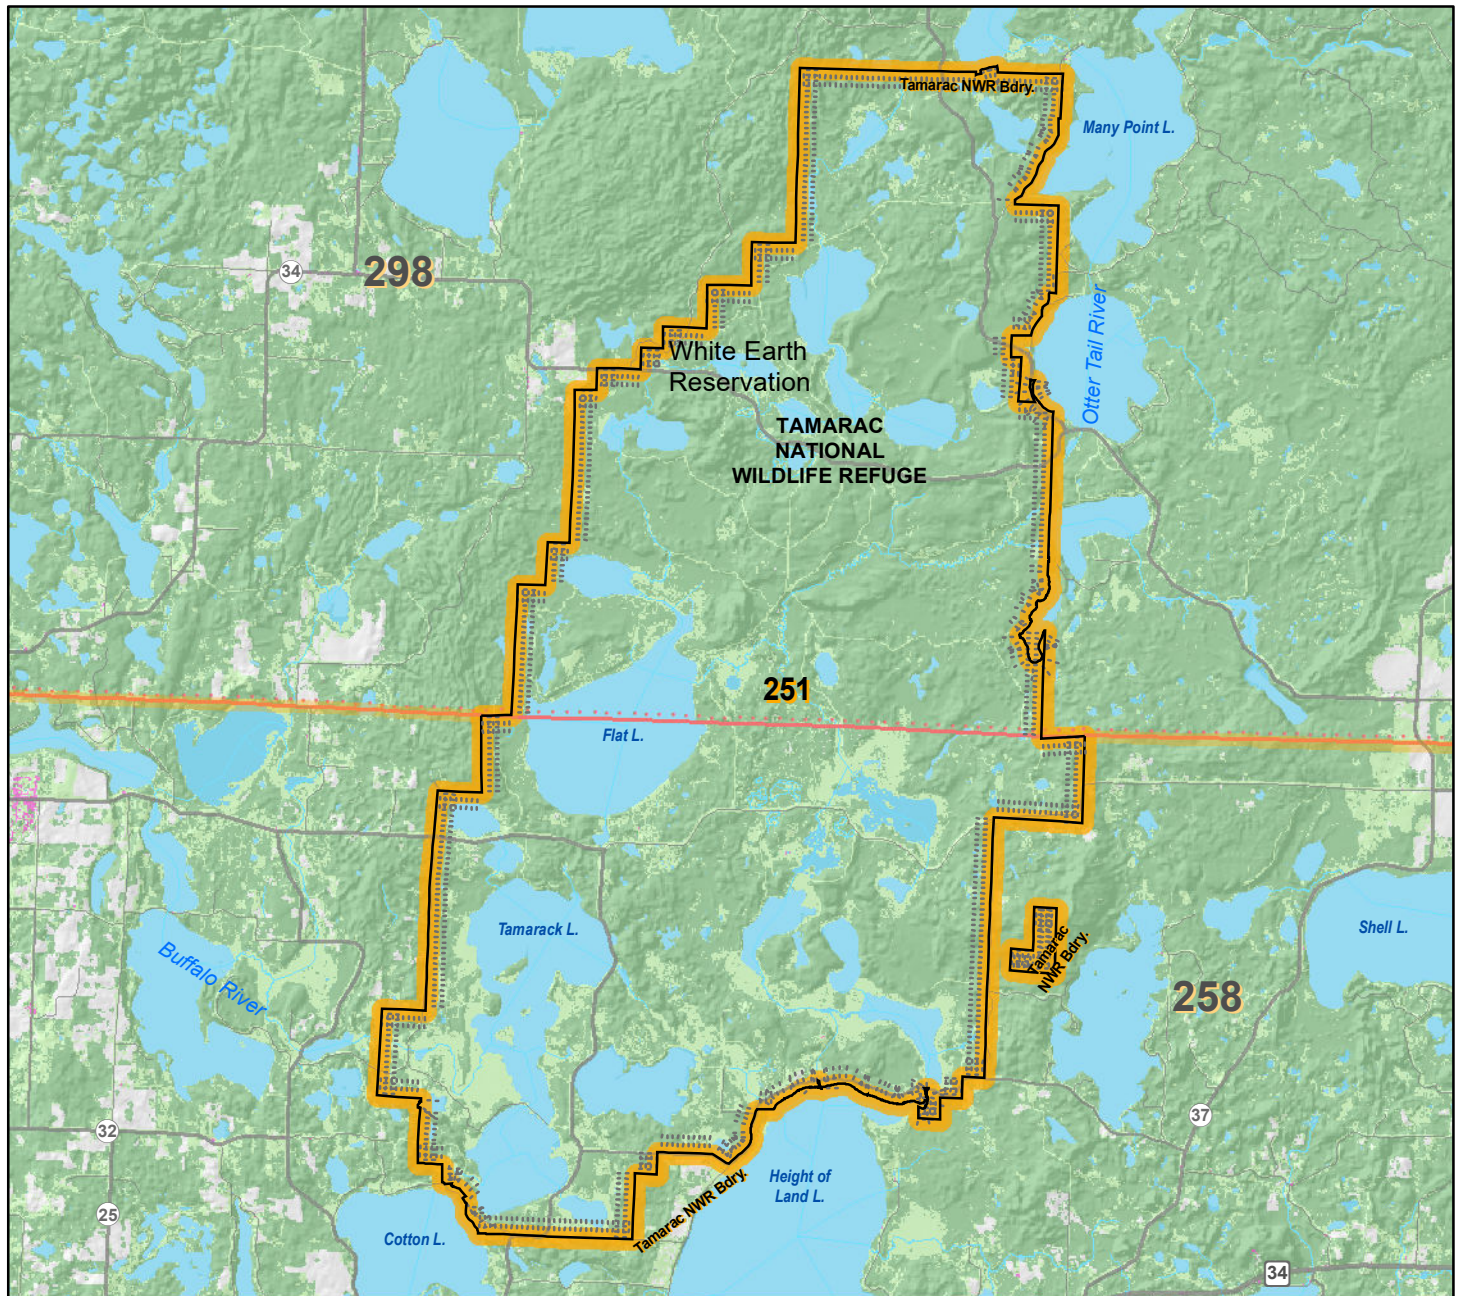 Tamarac NWR Bdry.
Many Point L.
34
298
Otter Tail River
White Earth
Reservation
TAMARAC
NATIONAL
WILDLIFE REFUGE
251
Flat L.
Tamarack L.
Shell L.
Tamarac
NWR Bdry.
Buffalo River
258
37
32
Height of
Land L.
Tamarac NWR Bdry.
25
Cotton L.
34